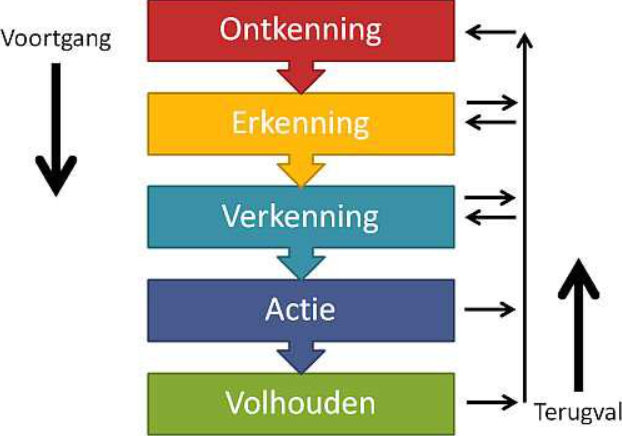 Voortgang
Ontkenning
Erkenning
Verkenning
Actie
Volhouden
Terugval